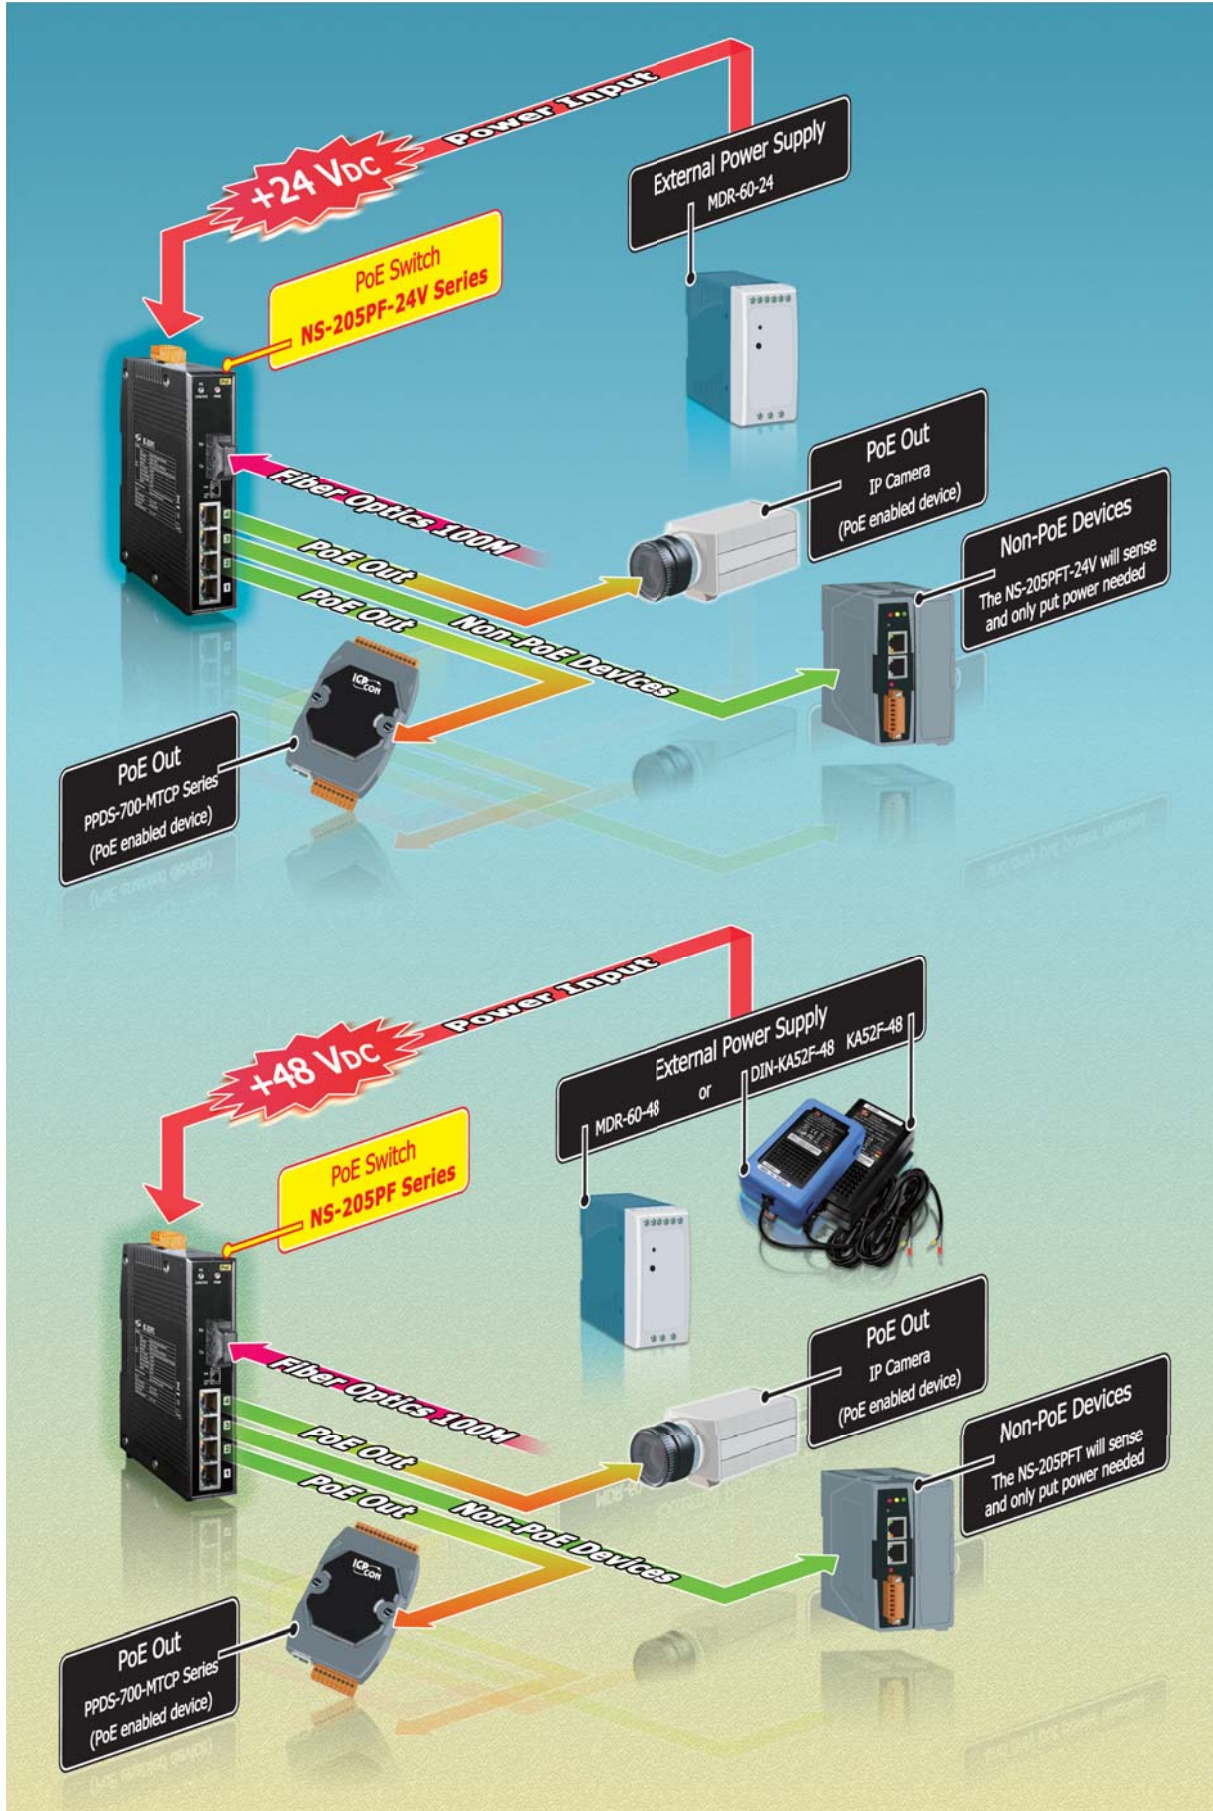 Power Input
External Power Supply
MDR-60-24
+24 VDC
PoE Switch
NS-205PF-24V Series
PoE
PoE Out
IP Camera
(PoE enabled device)
Fiber Optics 100M
Non-PoE Devices
The NS-205PFT-24V will sense
and only put power needed
PoE Out
PoE Out
Non-PoE Devices
ICP CON
PoE Out
PPDS-700-MTCP Series
(PoE enabled device)
Power Input
External Power Supply
MDR-60-48 or DIN-KA52F-48 KA52F-48
+48 VDC
PoE Switch
NS-205PF Series
PoE
PoE Out
IP Camera
(PoE enabled device)
Fiber Optics 100M
Non-PoE Devices
The NS-205PFT will sense
and only put power needed
PoE Out
PoE Out
Non-PoE Devices
ICP CON
PoE Out
PPDS-700-MTCP Series
(PoE enabled device)